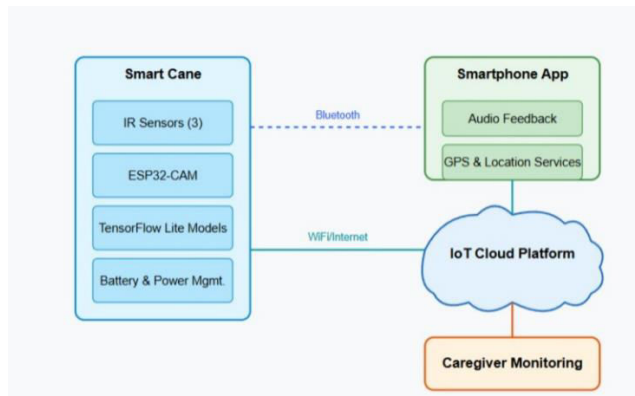 Smart Cane
IR Sensors (3)
ESP32-CAM
TensorFlow Lite Models
Battery & Power Mgmt.
Bluetooth
WiFi/Internet
Smartphone App
Audio Feedback
GPS & Location Services
IoT Cloud Platform
Caregiver Monitoring